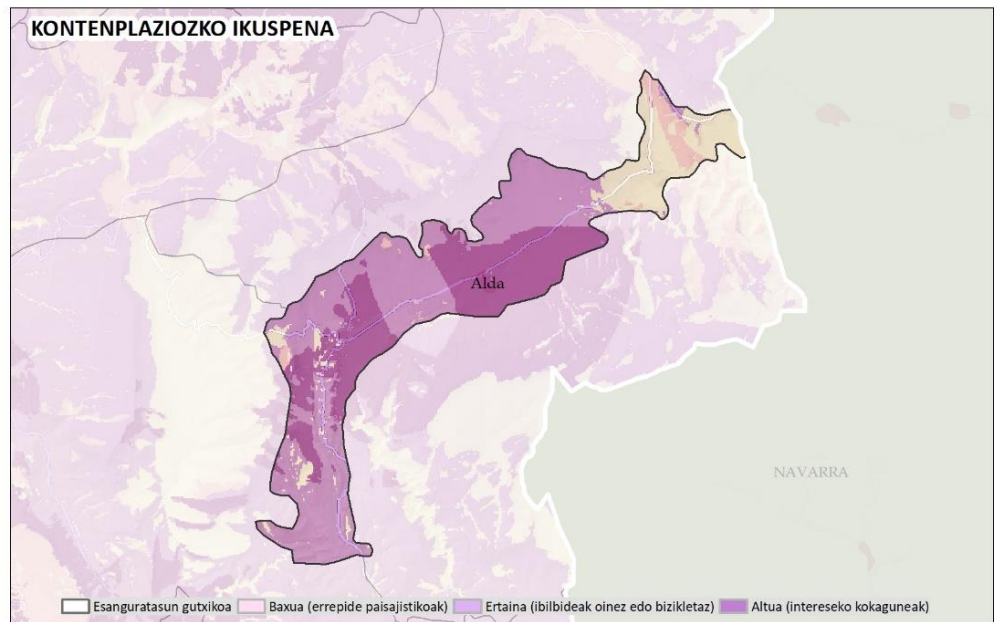 KONTENPLAZIOZKO IKUSPENA
Alda
NAVARRA
Esanguratasun gutxikoa Baxua (errepide paisajistikoak) Ertaina (ibilbideak oinez edo bizikletaz) Altua (intereseko kokaguneak)